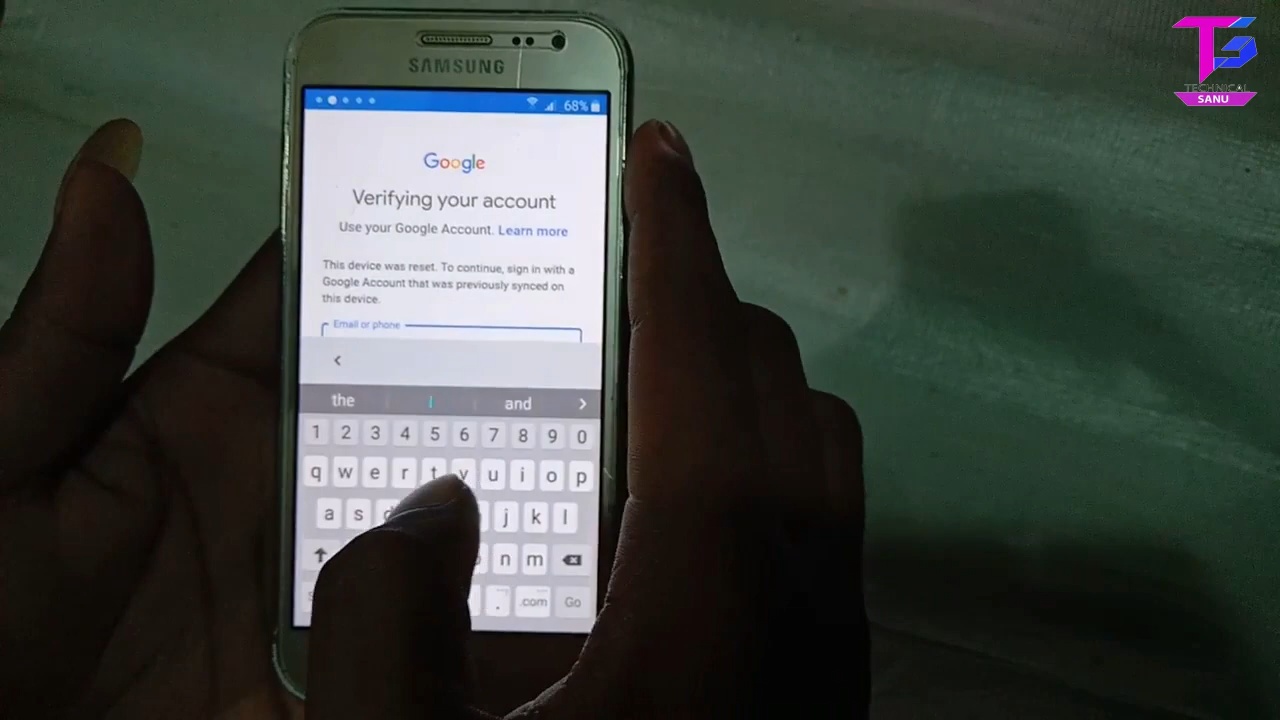 SAMSUNG
68%
Google
Verifying your account
Use your Google Account. Learn more
This device was reset. To continue, sign in with a
Google Account that was previously synced on
this device.
Email or phone
the
and
1 2 3 4 5 6 7 8 9 0
q w e r t y u i o p
a s d j k l
n m
. .com Go
TECHNICAL
SANU